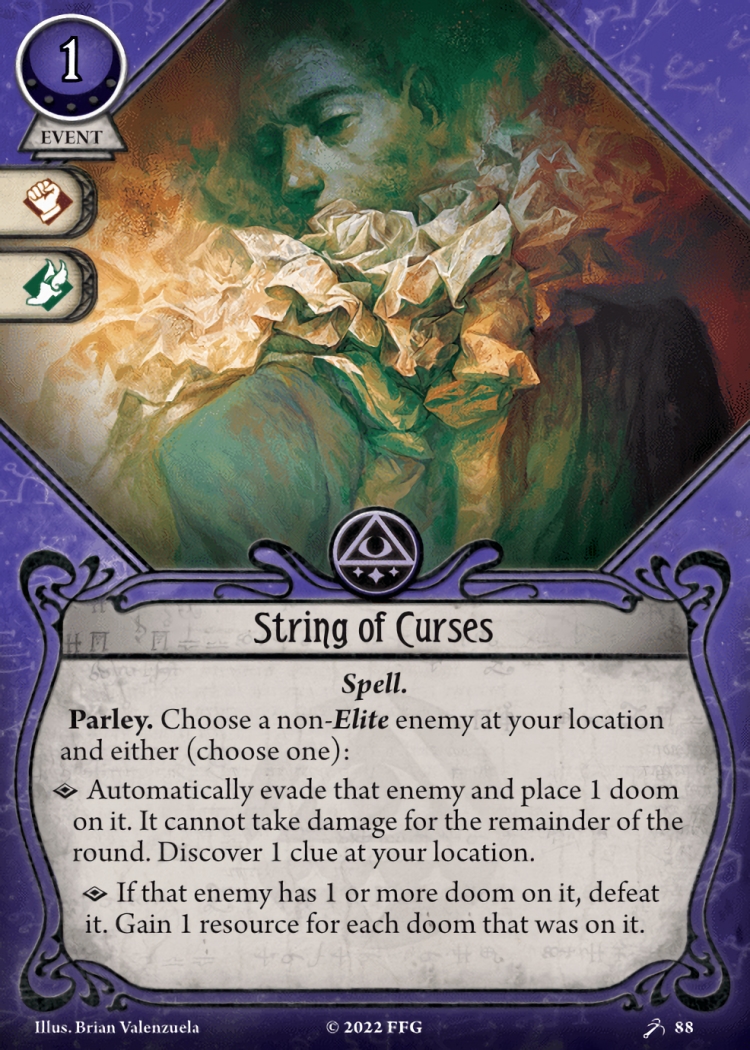 1
EVENT
String of Curses
Spell.
Parley. Choose a non-Elite enemy at your location
and either (choose one):
Automatically evade that enemy and place 1 doom
on it. It cannot take damage for the remainder of the
round. Discover 1 clue at your location.
If that enemy has 1 or more doom on it, defeat
it. Gain 1 resource for each doom that was on it.
Illus. Brian Valenzuela © 2022 FFG 88